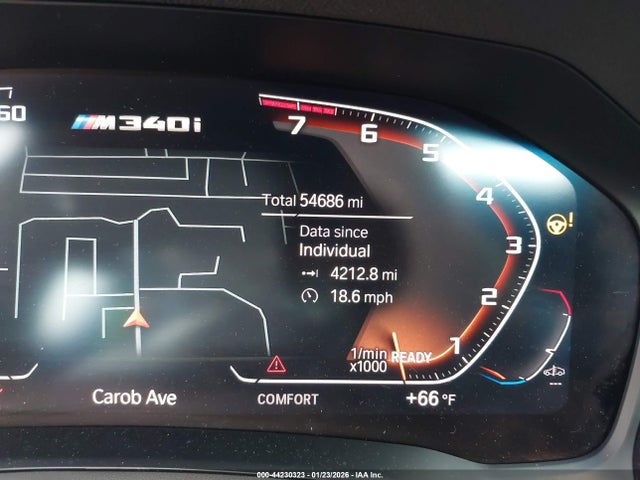 60
M340i
7
6
5
4
3
2
1
Total 54686 mi
Data since
Individual
4212.8 mi
18.6 mph
1/min
x1000
READY
Carob Ave
COMFORT
+66 °F
---
000-44230323 - 01/23/2026 - IAA Inc.